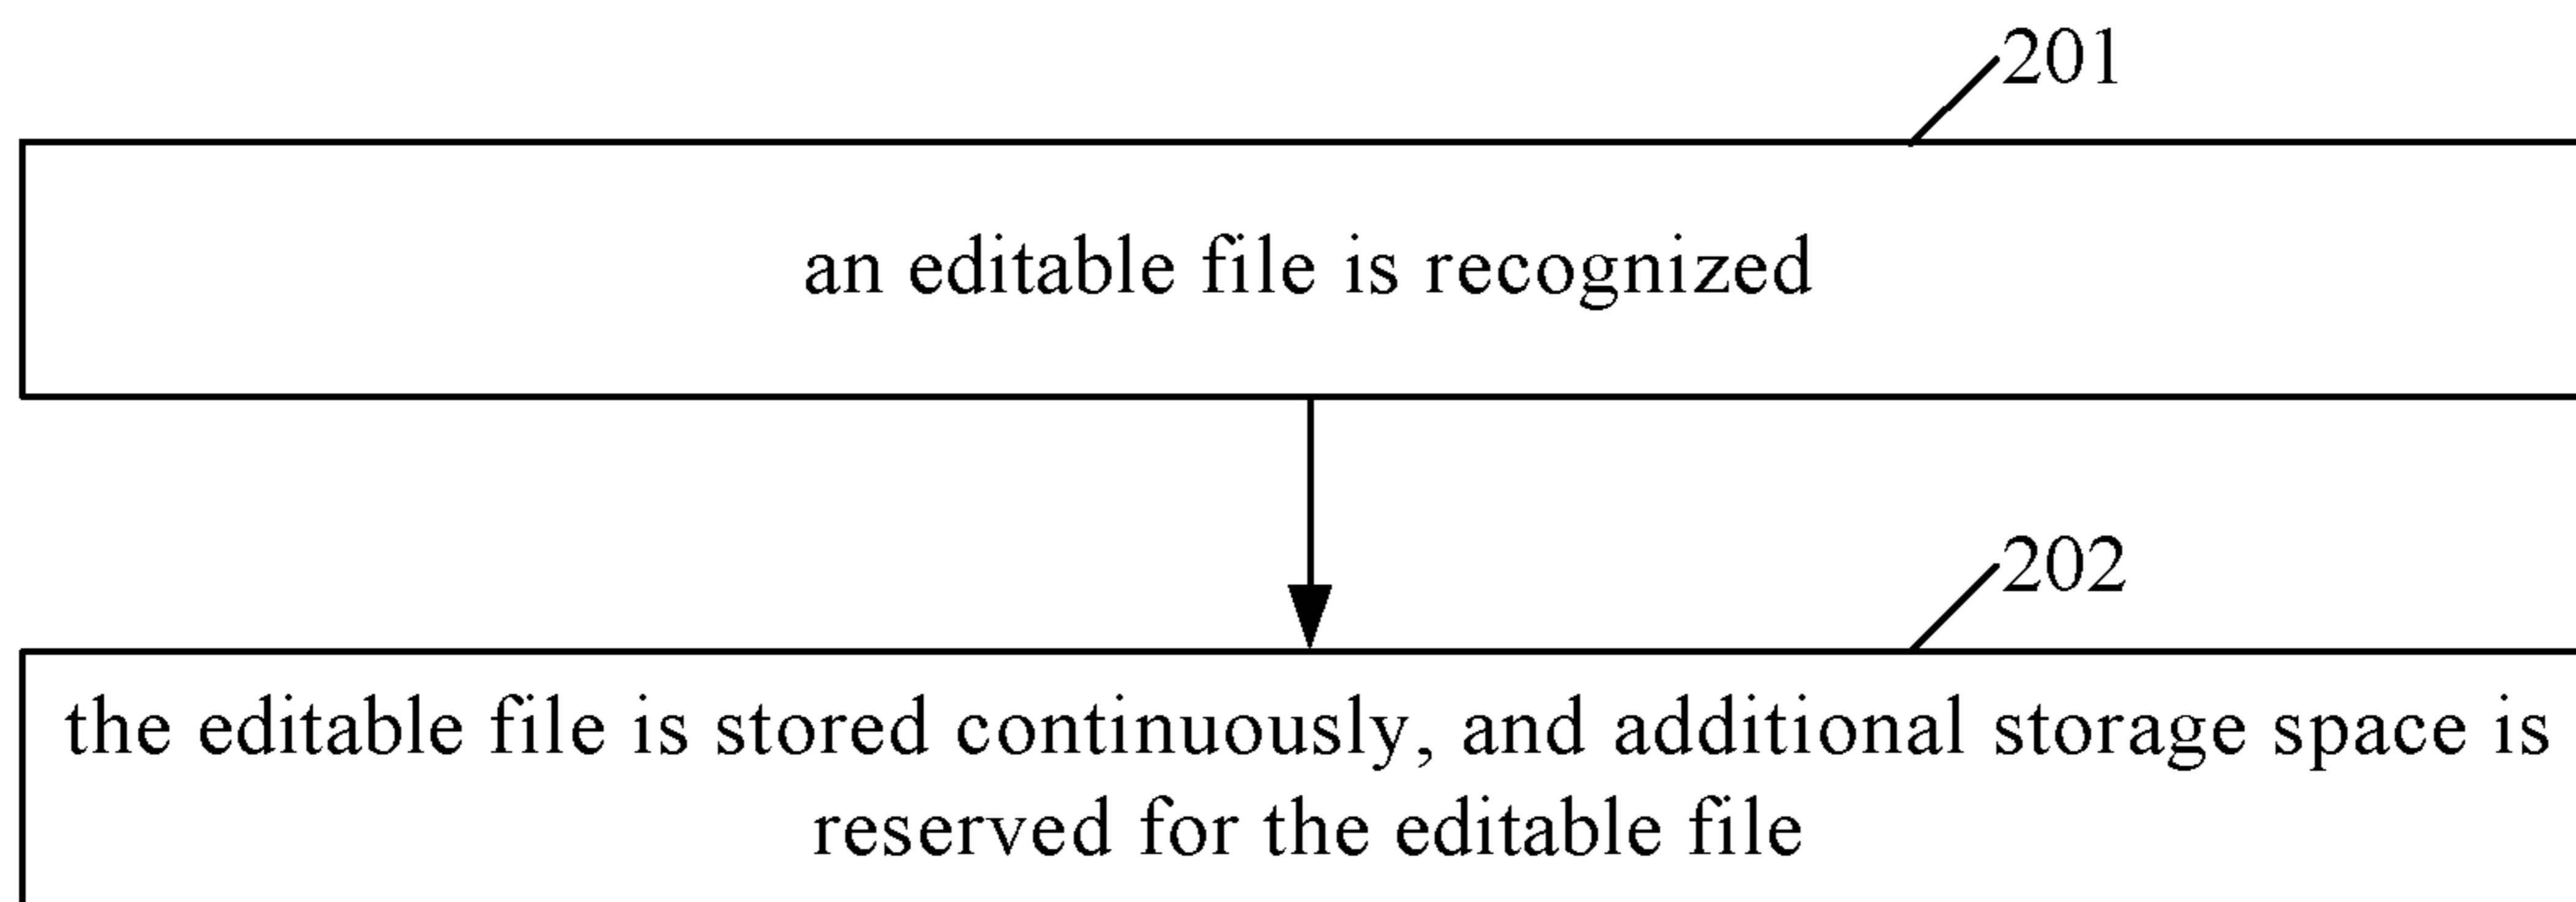 201
an editable file is recognized
202
the editable file is stored continuously, and additional storage space is
reserved for the editable file